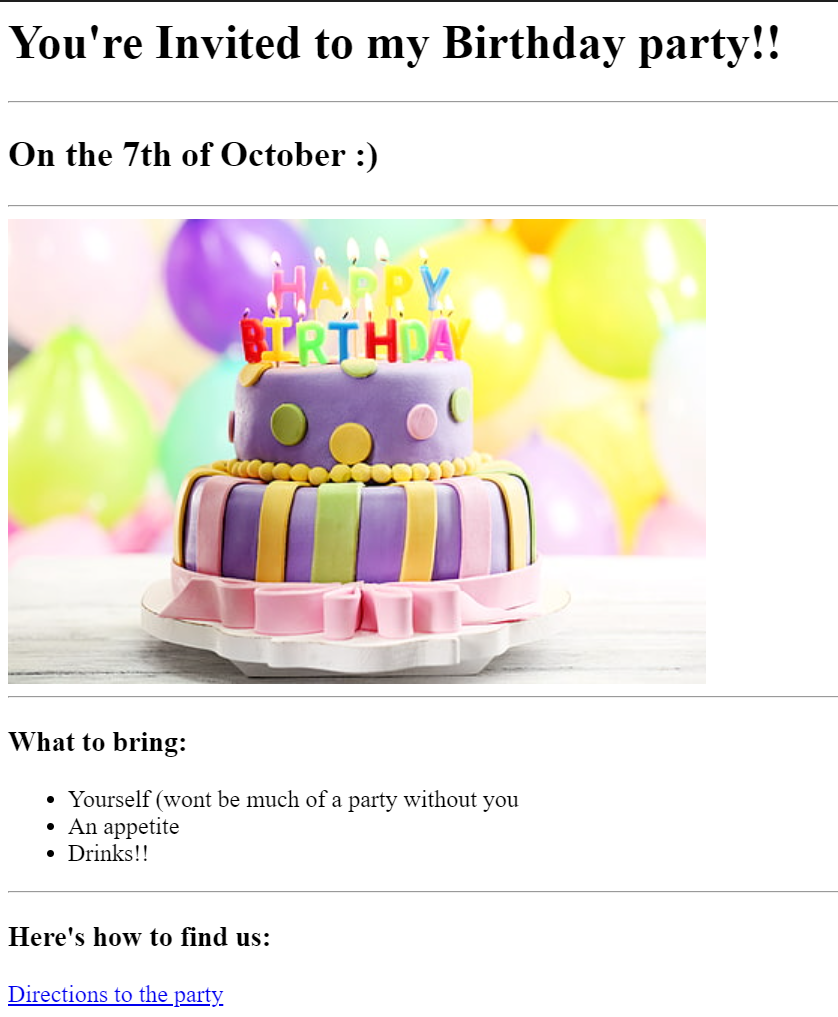 You're Invited to my Birthday party!!
On the 7th of October :)
HAPPY
BIRTHDAY
What to bring:
Yourself (wont be much of a party without you
An appetite
Drinks!!
Here's how to find us:
Directions to the party